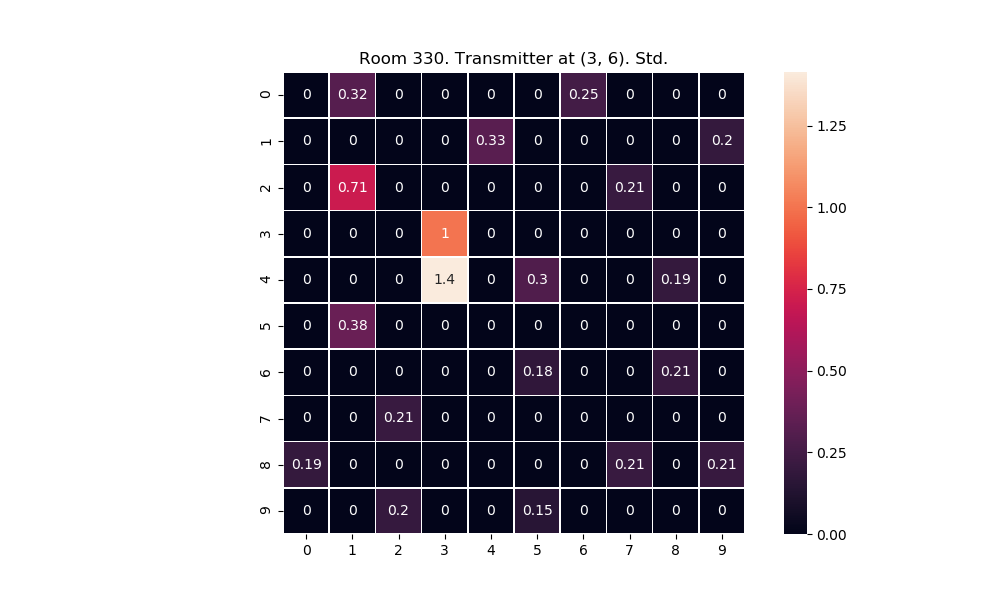 Room 330. Transmitter at (3, 6). Std.
0 0 0.32 0 0 0 0 0.25 0 0 0
1 0 0 0 0 0.33 0 0 0 0 0.2
2 0 0.71 0 0 0 0 0 0.21 0 0
3 0 0 0 1 0 0 0 0 0 0
4 0 0 0 1.4 0 0.3 0 0 0.19 0
5 0 0.38 0 0 0 0 0 0 0 0
6 0 0 0 0 0 0.18 0 0 0.21 0
7 0 0 0.21 0 0 0 0 0 0 0
8 0.19 0 0 0 0 0 0 0.21 0 0.21
9 0 0 0.2 0 0 0.15 0 0 0 0
0 1 2 3 4 5 6 7 8 9
1.25
1.00
0.75
0.50
0.25
0.00